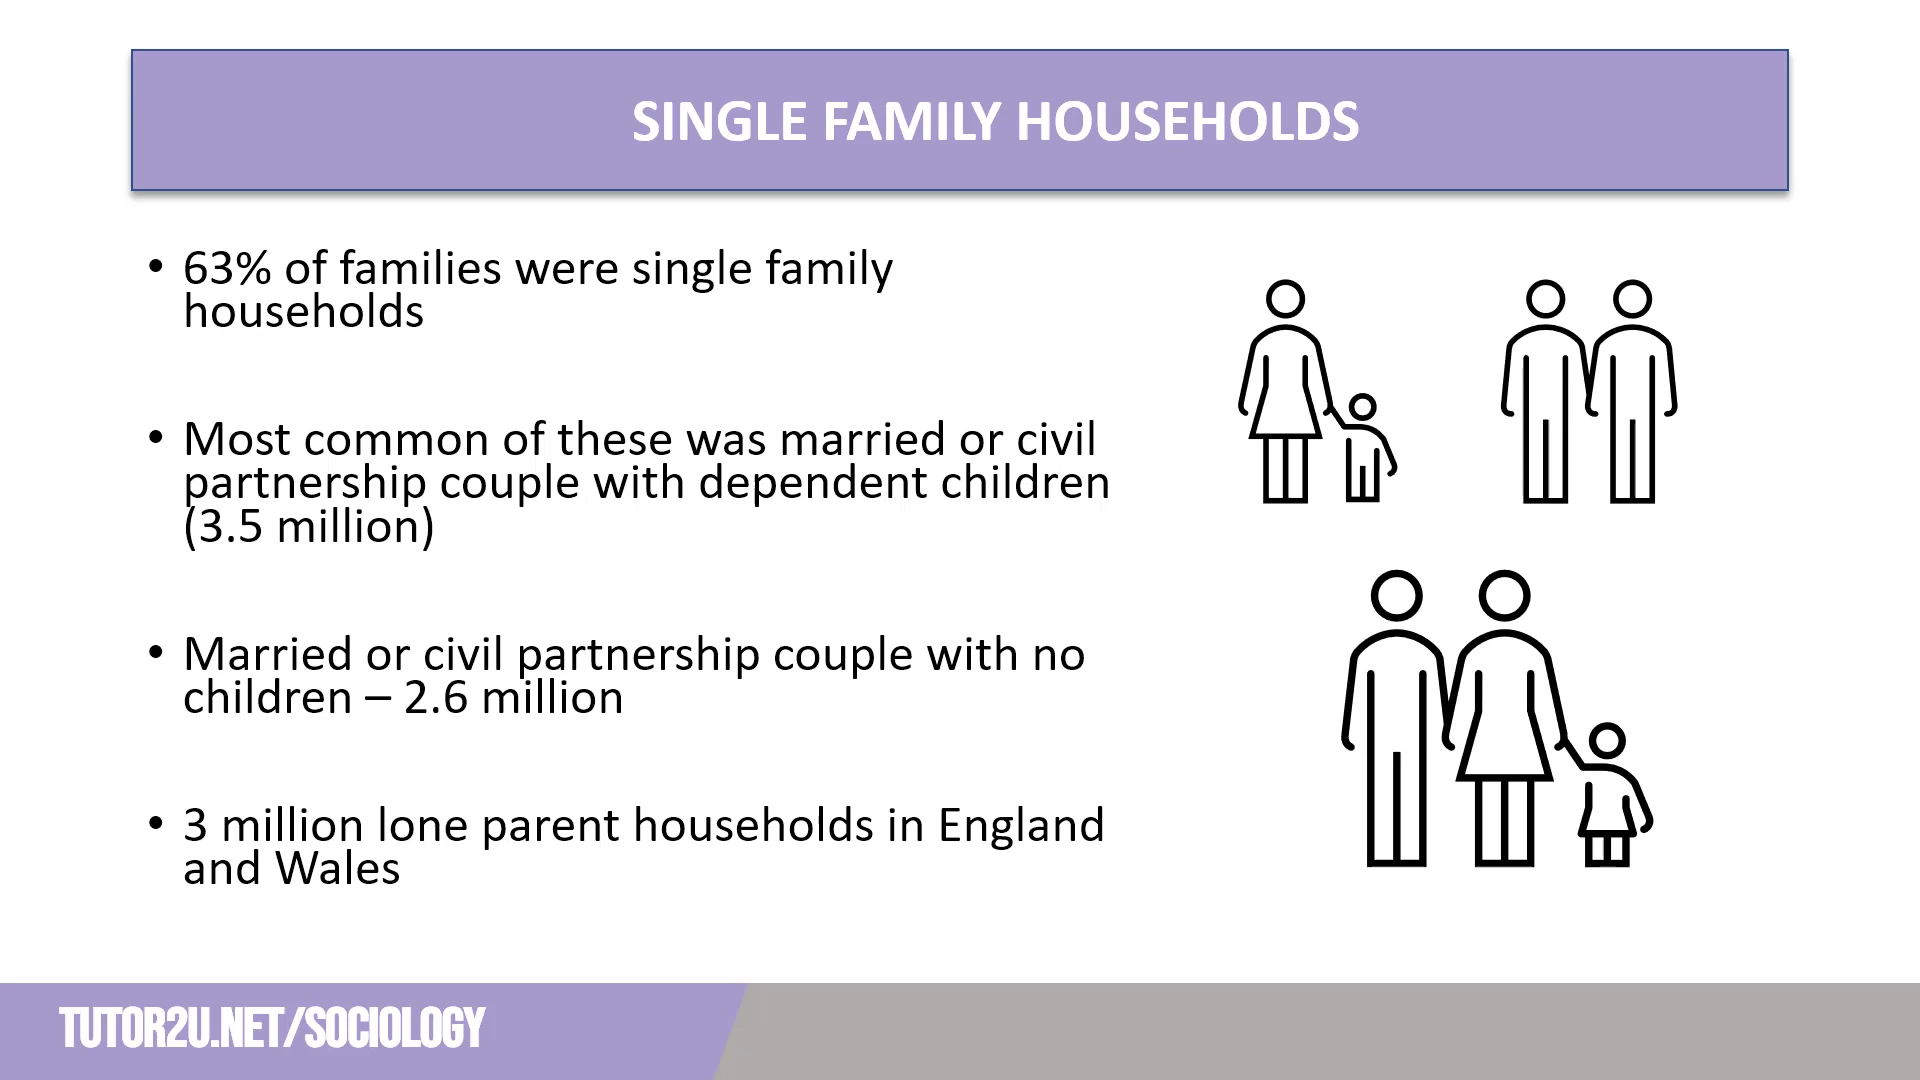 SINGLE FAMILY HOUSEHOLDS
• 63% of families were single family
households
• Most common of these was married or civil
partnership couple with dependent children
(3.5 million)
• Married or civil partnership couple with no
children – 2.6 million
• 3 million lone parent households in England
and Wales
TUTOR2U.NET/SOCIOLOGY